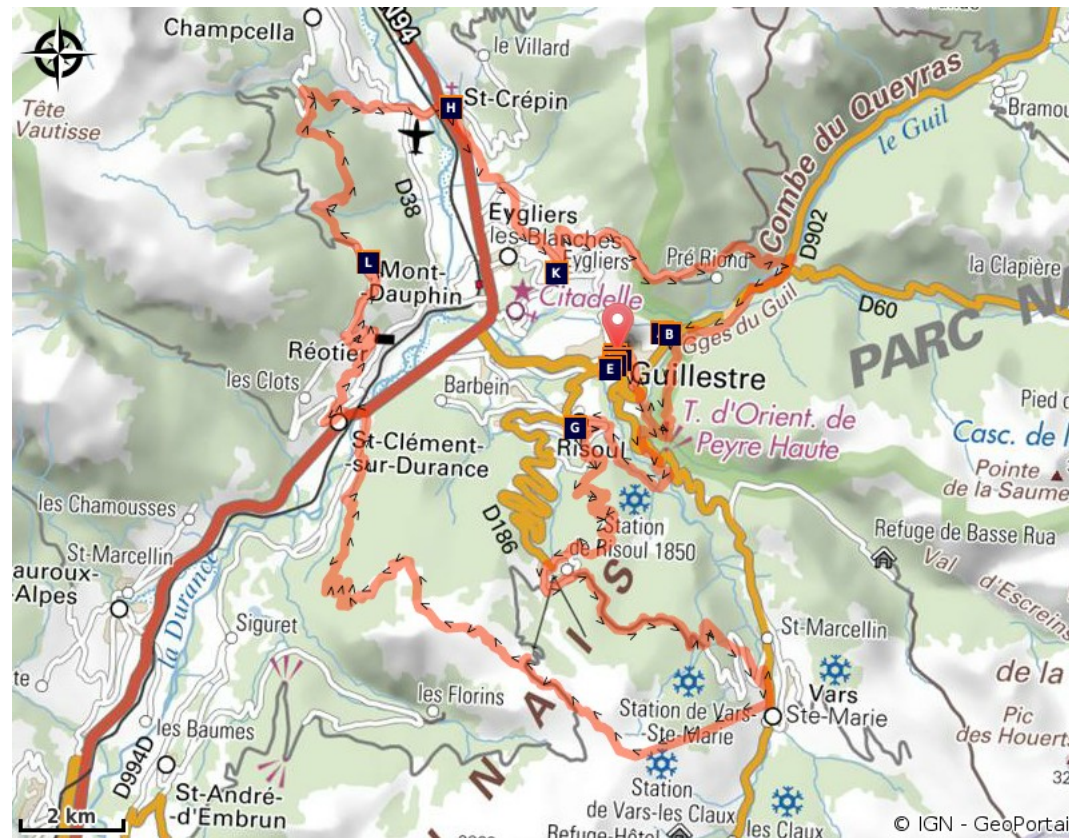 Champcella
N94
le Villard
St-Crépin
H
Tête
Vautisse
Combe du Queyras
le Guil
D902
D38
Eygliers
les-Blanches
Eygliers
Pré Riond
la Clapière
L
K
Mont-
Dauphin
Citadelle
D60
B
Gges du Guil
PARC
Réotier
E
Guillestre
les Clots
Barbein
T. d'Orient. de
Peyre Haute
St-Clément-
-sur-Durance
G
Risoul
Pointe
de la Saume
les Chamousses
D186
Station
de Risoul 1850
Refuge de Basse Rua
St-Marcellin
Val d'Escreins
-Alpes
la Durance
Siguret
S
I
A
N
St-Marcellin
de la
les Florins
Station de Vars-
Ste-Marie
Vars
Ste-Marie
Pic
des Houerts
les Baumes
D994D
St-André-
-d'Embrun
Station
de Vars-les Claux
les Claux
Refuge-Hôtel
2 km
© IGN - GeoPortai